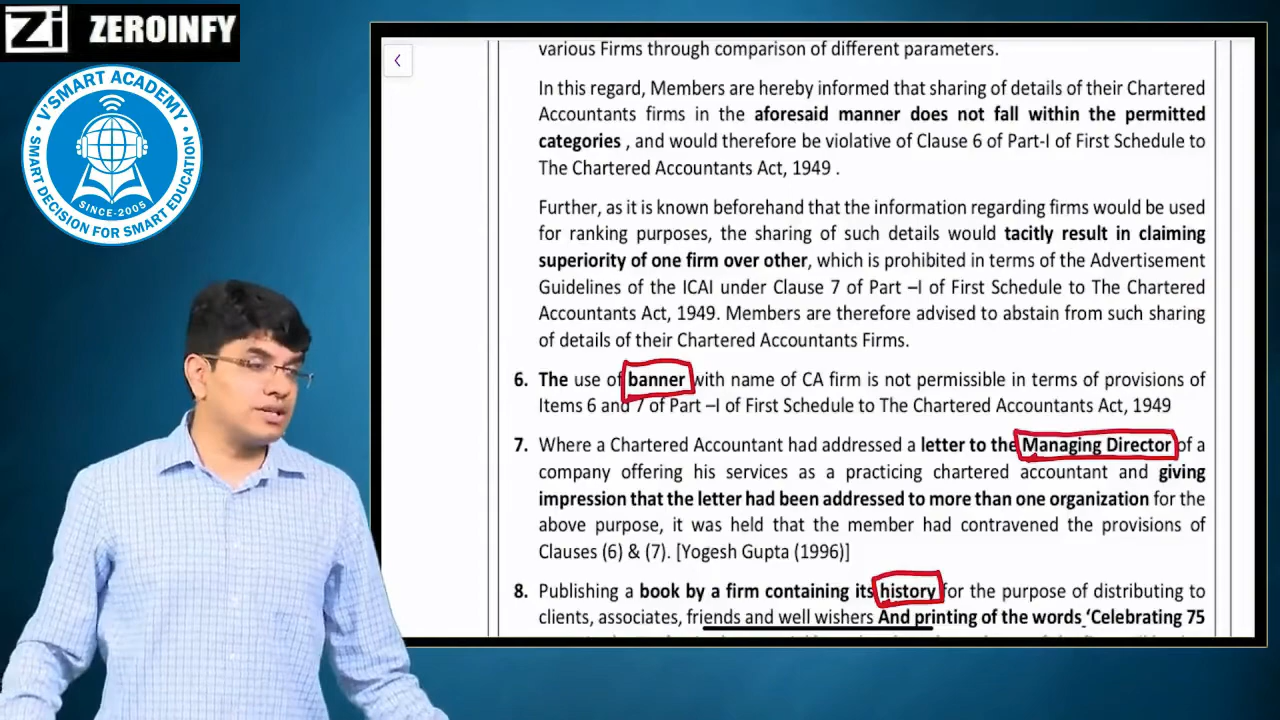 Zi ZEROINFY
V'SMART ACADEMY
SMART DECISION FOR SMART EDUCATION
SINCE-2005
various Firms through comparison of different parameters.
In this regard, Members are hereby informed that sharing of details of their Chartered
Accountants firms in the aforesaid manner does not fall within the permitted
categories , and would therefore be violative of Clause 6 of Part-I of First Schedule to
The Chartered Accountants Act, 1949 .
Further, as it is known beforehand that the information regarding firms would be used
for ranking purposes, the sharing of such details would tacitly result in claiming
superiority of one firm over other, which is prohibited in terms of the Advertisement
Guidelines of the ICAI under Clause 7 of Part –I of First Schedule to The Chartered
Accountants Act, 1949. Members are therefore advised to abstain from such sharing
of details of their Chartered Accountants Firms.
6. The use of banner with name of CA firm is not permissible in terms of provisions of
Items 6 and 7 of Part –I of First Schedule to The Chartered Accountants Act, 1949
7. Where a Chartered Accountant had addressed a letter to the Managing Director of a
company offering his services as a practicing chartered accountant and giving
impression that the letter had been addressed to more than one organization for the
above purpose, it was held that the member had contravened the provisions of
Clauses (6) & (7). [Yogesh Gupta (1996)]
8. Publishing a book by a firm containing its history for the purpose of distributing to
clients, associates, friends and well wishers And printing of the words 'Celebrating 75